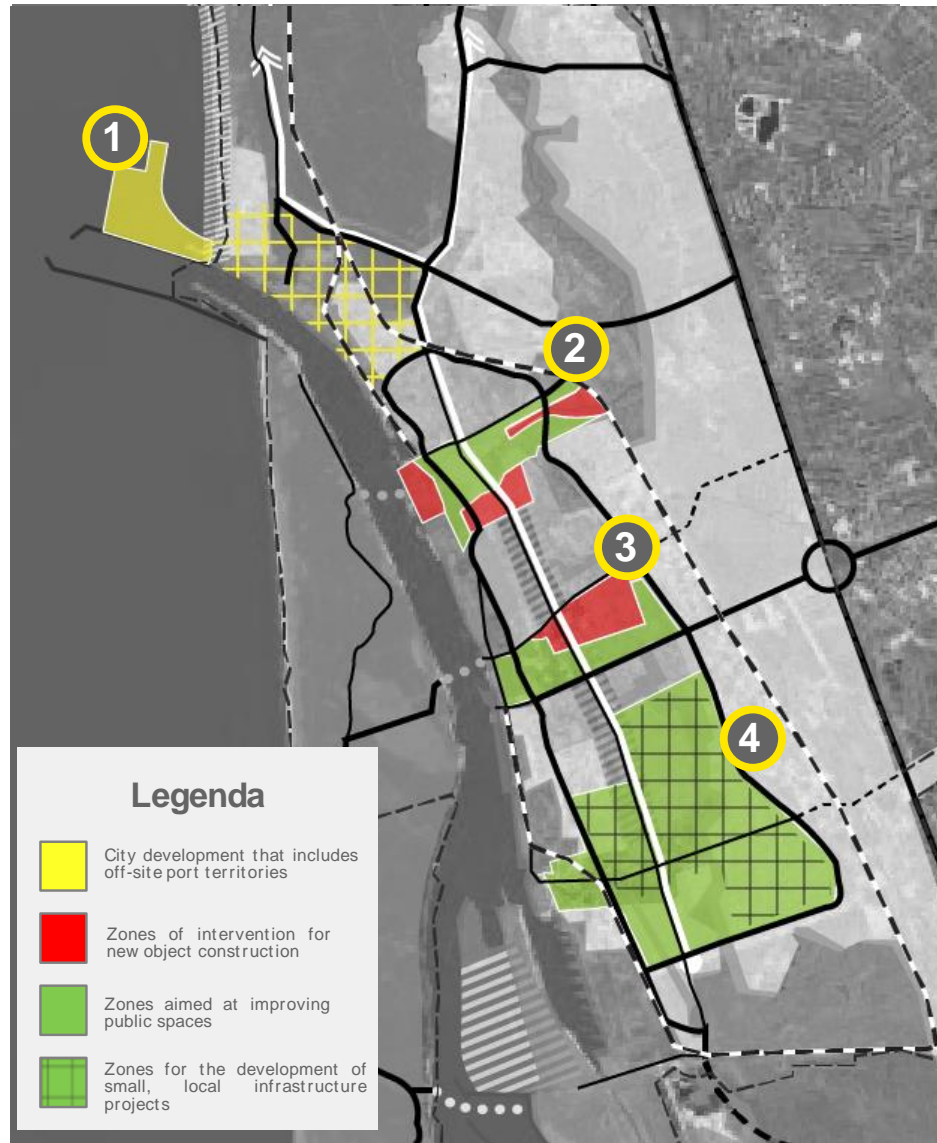 1
2
3
4
Legenda
City development that includes
off-site port territories
Zones of intervention for
new object construction
Zones aimed at improving
public spaces
Zones for the development of
small, local infrastructure
projects